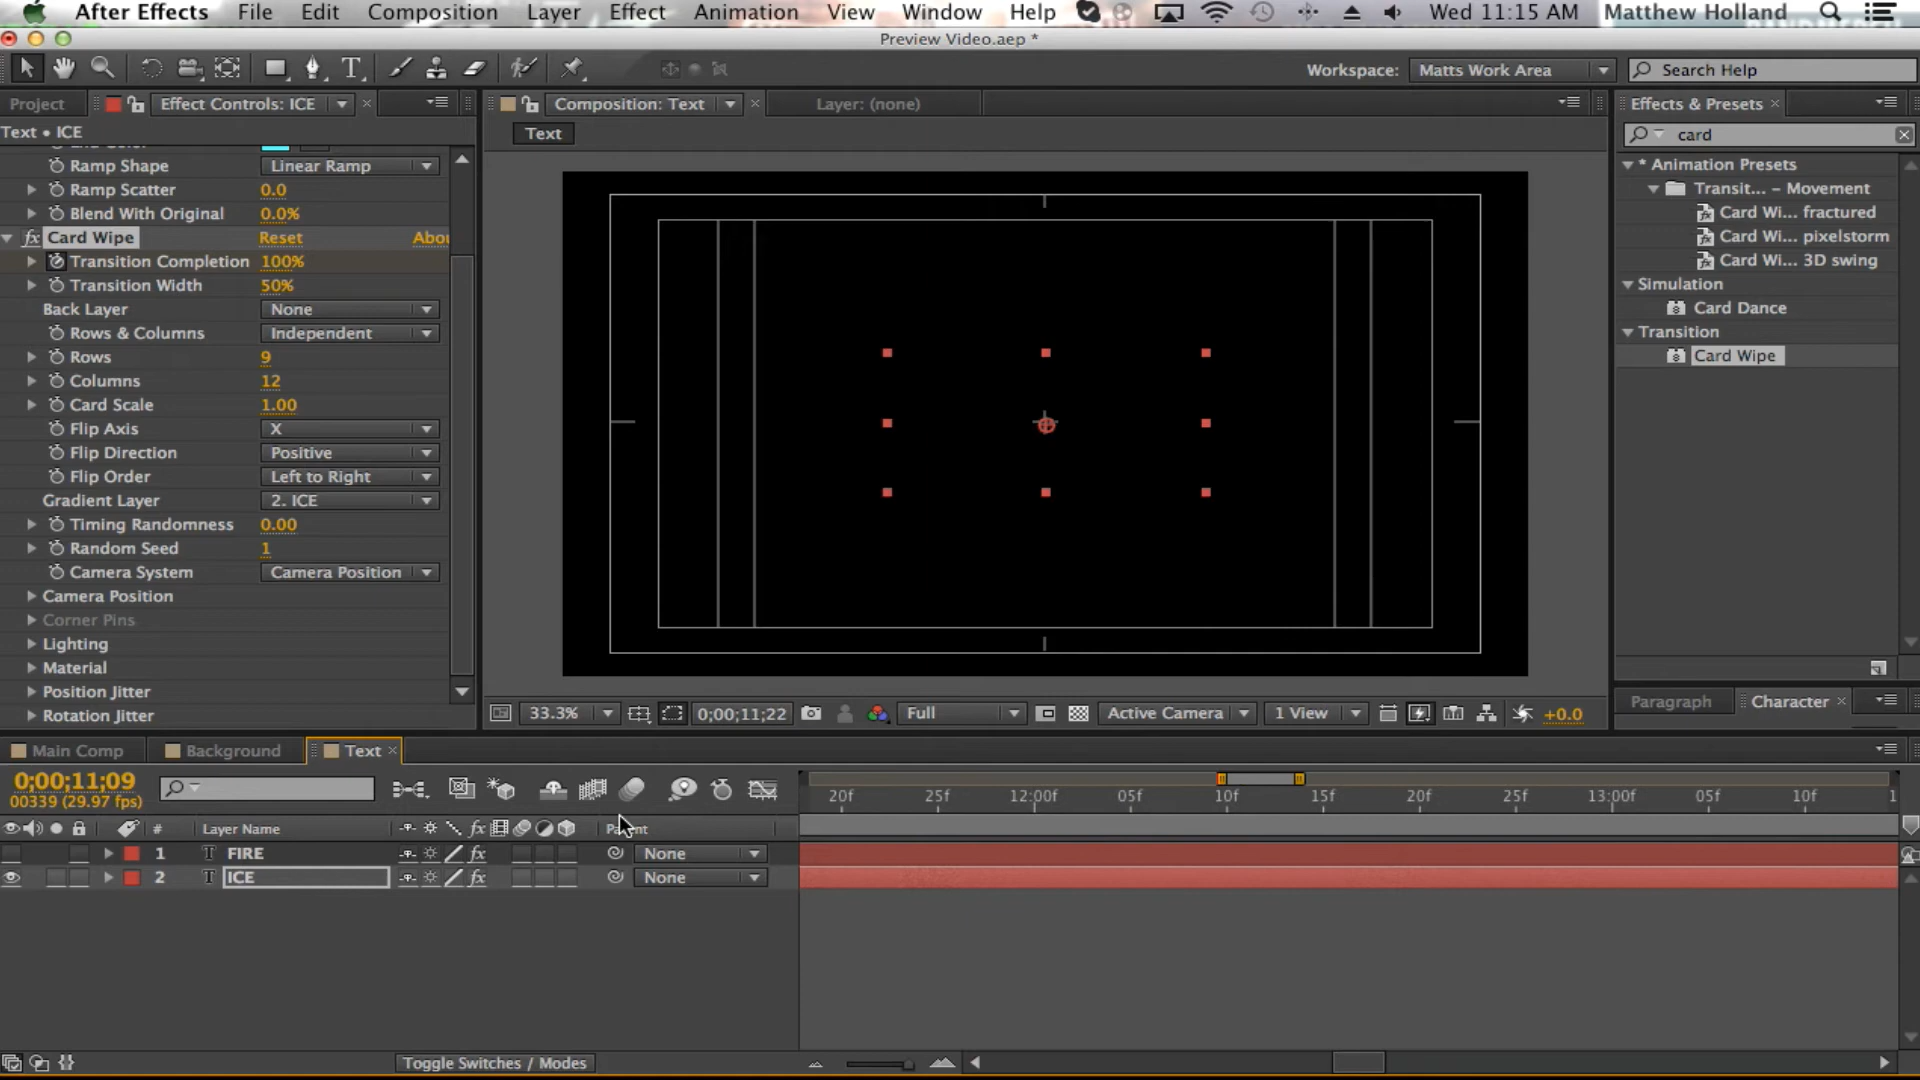 After Effects File Edit Composition Layer Effect Animation View Window Help Wed 11:15 AM Matthew Holland
Preview Video.aep *
T Workspace: Matts Work Area Search Help
Project Effect Controls: ICE Composition: Text Layer: (none) Effects & Presets
Text • ICE
Text
card
Ramp Shape Linear Ramp
Ramp Scatter 0.0
Blend With Original 0.0%
fx Card Wipe Reset Abou
Transition Completion 100%
Transition Width 50%
Back Layer None
Rows & Columns Independent
Rows 9
Columns 12
Card Scale 1.00
Flip Axis X
Flip Direction Positive
Flip Order Left to Right
Gradient Layer 2. ICE
Timing Randomness 0.00
Random Seed 1
Camera System Camera Position
Camera Position
Corner Pins
Lighting
Material
Position Jitter
Rotation Jitter
* Animation Presets
Transit... – Movement
Card Wi... fractured
Card Wi... pixelstorm
Card Wi... 3D swing
Simulation
Card Dance
Transition
Card Wipe
Paragraph Character
33.3% 0;00;11;22 Full Active Camera 1 View +0.0
Main Comp Background Text
0;00;11;09
00339 (29.97 fps)
20f 25f 12:00f 05f 10f 15f 20f 25f 13:00f 05f 10f 1
# Layer Name fx
1 T FIRE fx None
2 T ICE fx None
Toggle Switches / Modes